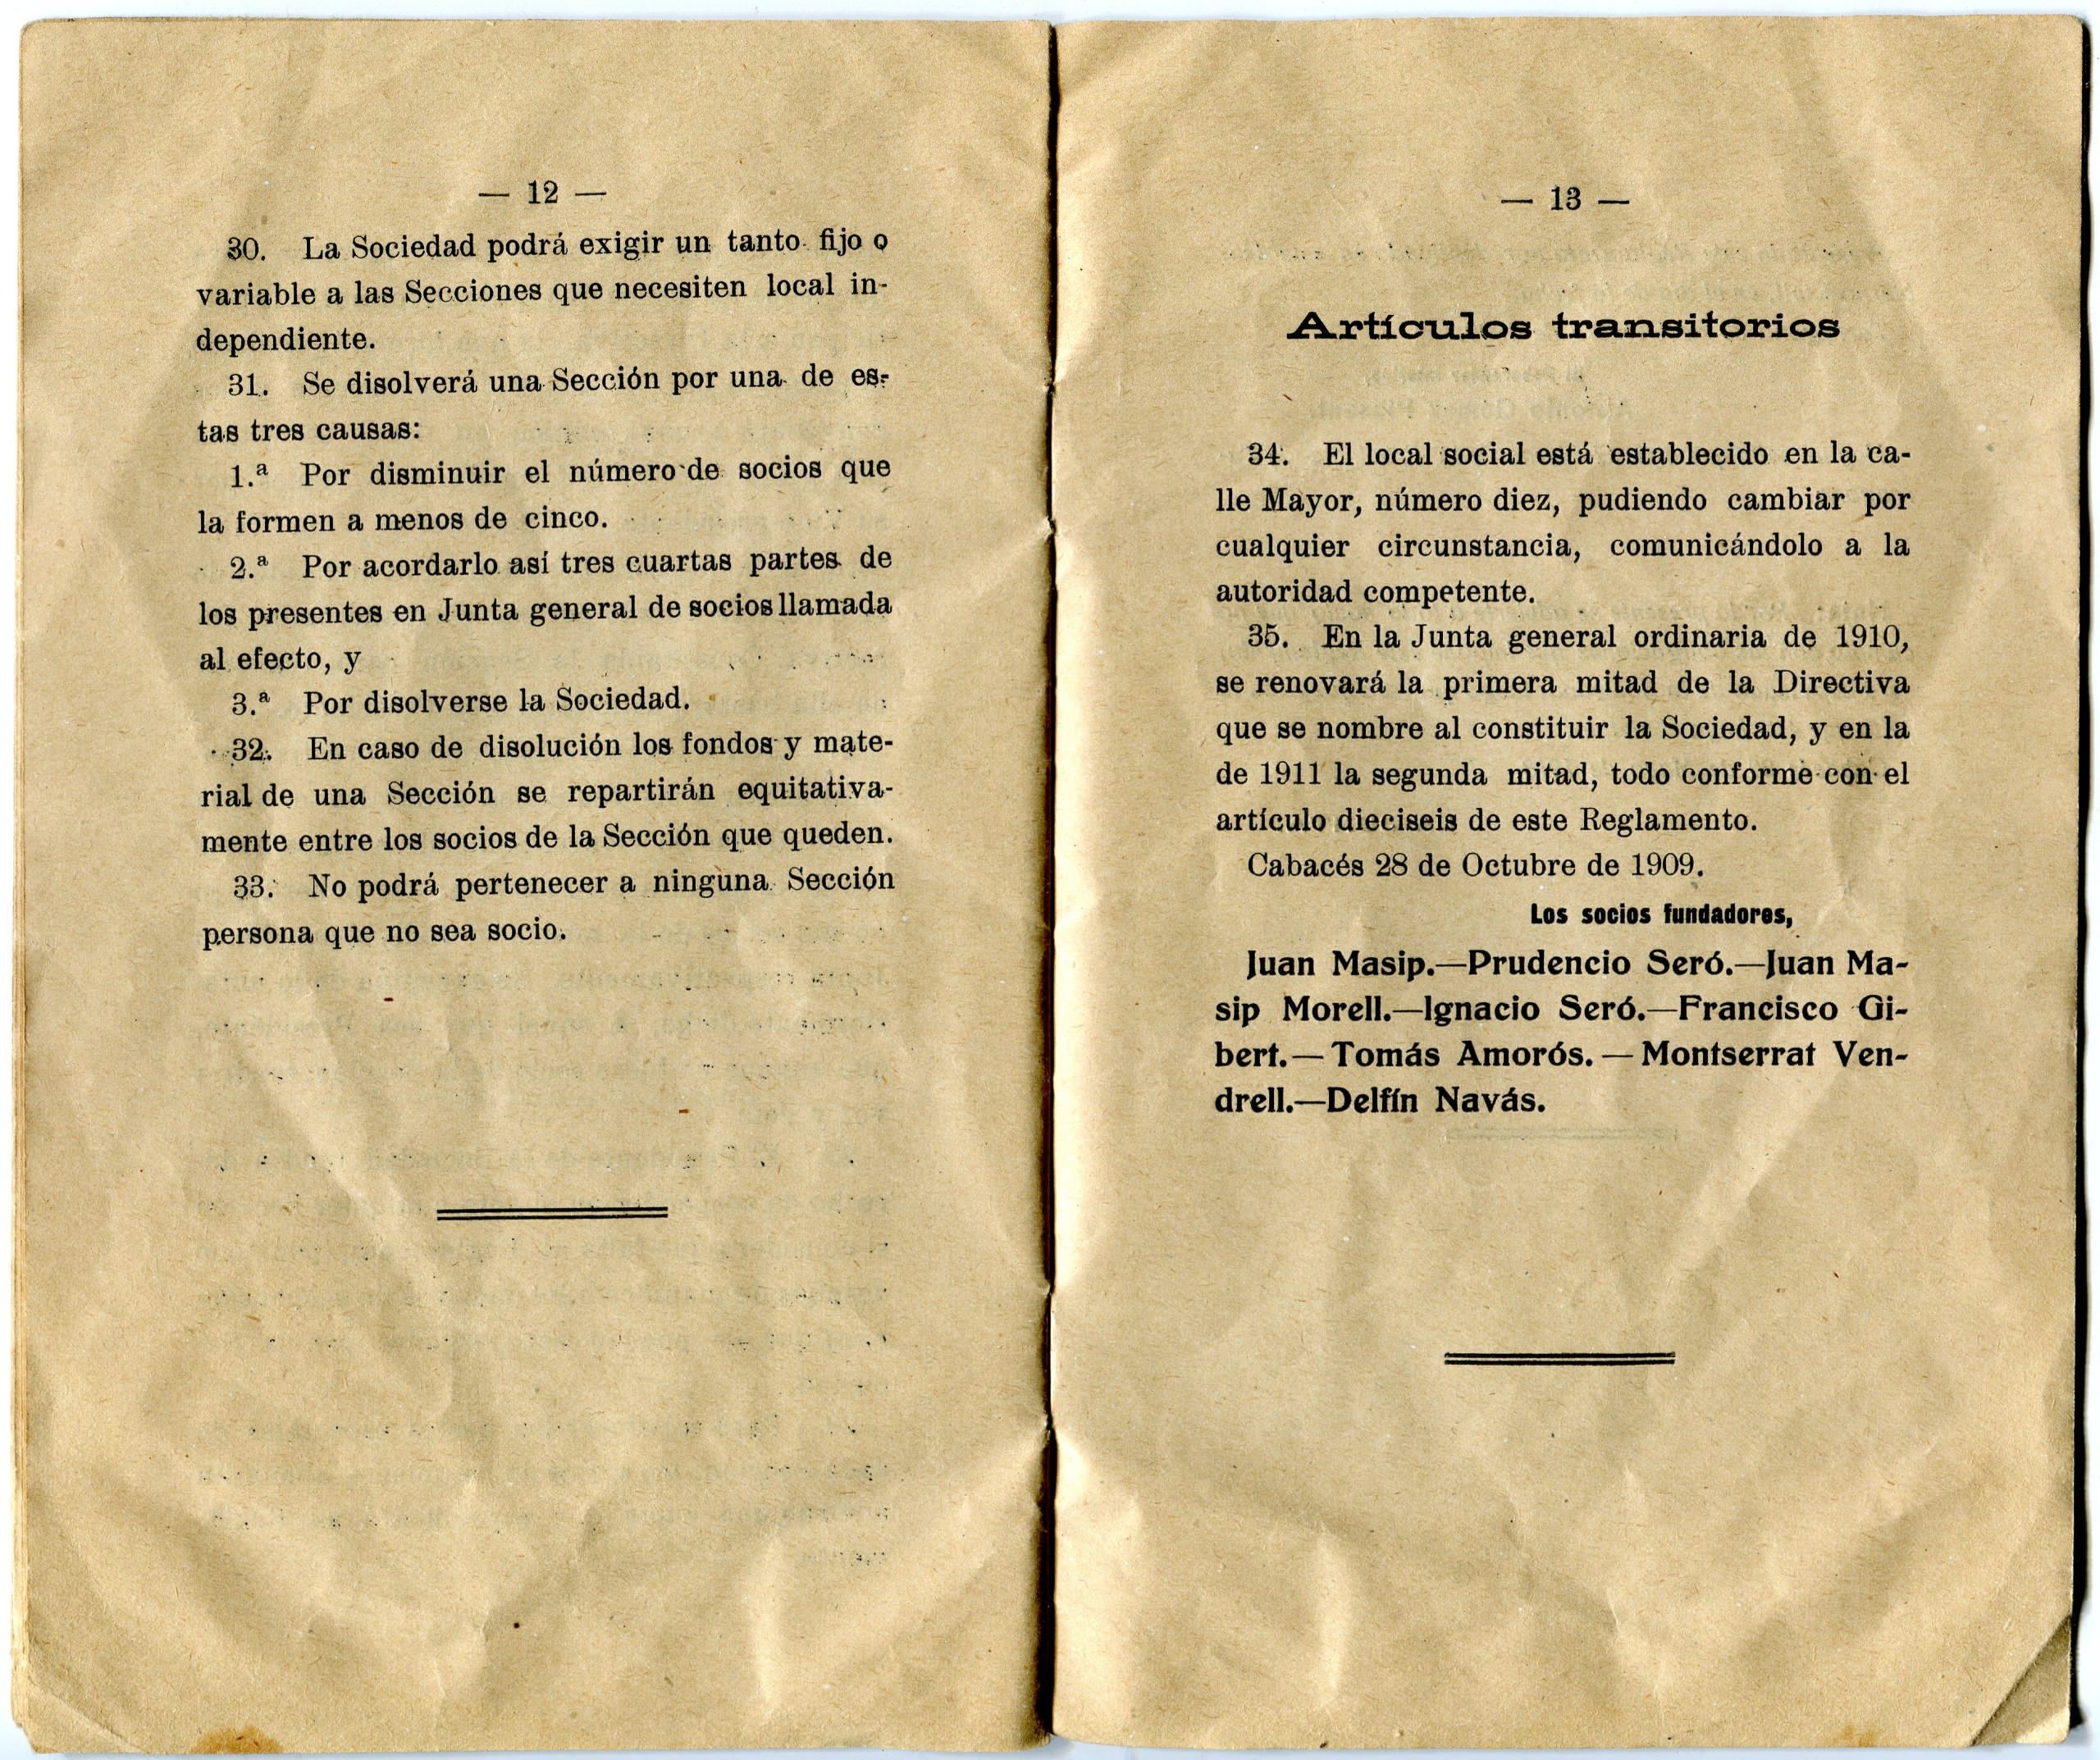 — 12 —
30. La Sociedad podrá exigir un tanto fijo o
variable a las Secciones que necesiten local in-
dependiente.
31. Se disolverá una Sección por una de es-
tas tres causas:
1.ª Por disminuir el número de socios que
la formen a menos de cinco.
2.ª Por acordarlo así tres cuartas partes de
los presentes en Junta general de socios llamada
al efecto, y
3.ª Por disolverse la Sociedad.
32. En caso de disolución los fondos y mate-
rial de una Sección se repartirán equitativa-
mente entre los socios de la Sección que queden.
33. No podrá pertenecer a ninguna Sección
persona que no sea socio.
— 13 —
Artículos transitorios
34. El local social está establecido en la ca-
lle Mayor, número diez, pudiendo cambiar por
cualquier circunstancia, comunicándolo a la
autoridad competente.
35. En la Junta general ordinaria de 1910,
se renovará la primera mitad de la Directiva
que se nombre al constituir la Sociedad, y en la
de 1911 la segunda mitad, todo conforme con el
artículo dieciseis de este Reglamento.
Cabacés 28 de Octubre de 1909.
Los socios fundadores,
Juan Masip.—Prudencio Seró.—Juan Ma-
sip Morell.—Ignacio Seró.—Francisco Gi-
bert.—Tomás Amorós.—Montserrat Ven-
drell.—Delfín Navás.